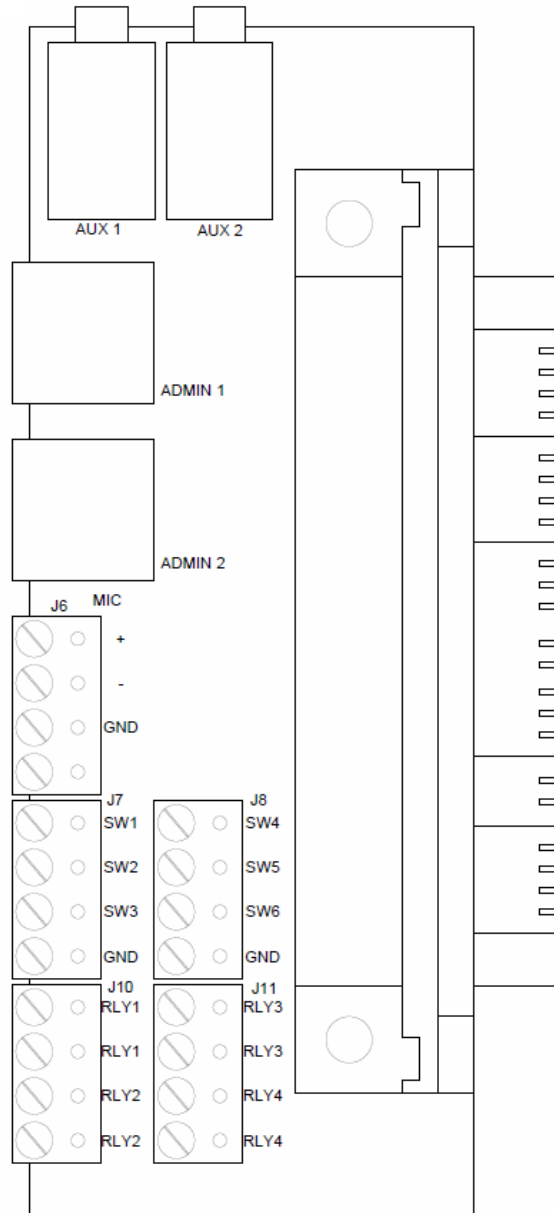 AUX 1 AUX 2
ADMIN 1
ADMIN 2
J6 MIC
+
-
GND
J7 J8
SW1 SW4
SW2 SW5
SW3 SW6
GND GND
J10 J11
RLY1 RLY3
RLY1 RLY3
RLY2 RLY4
RLY2 RLY4